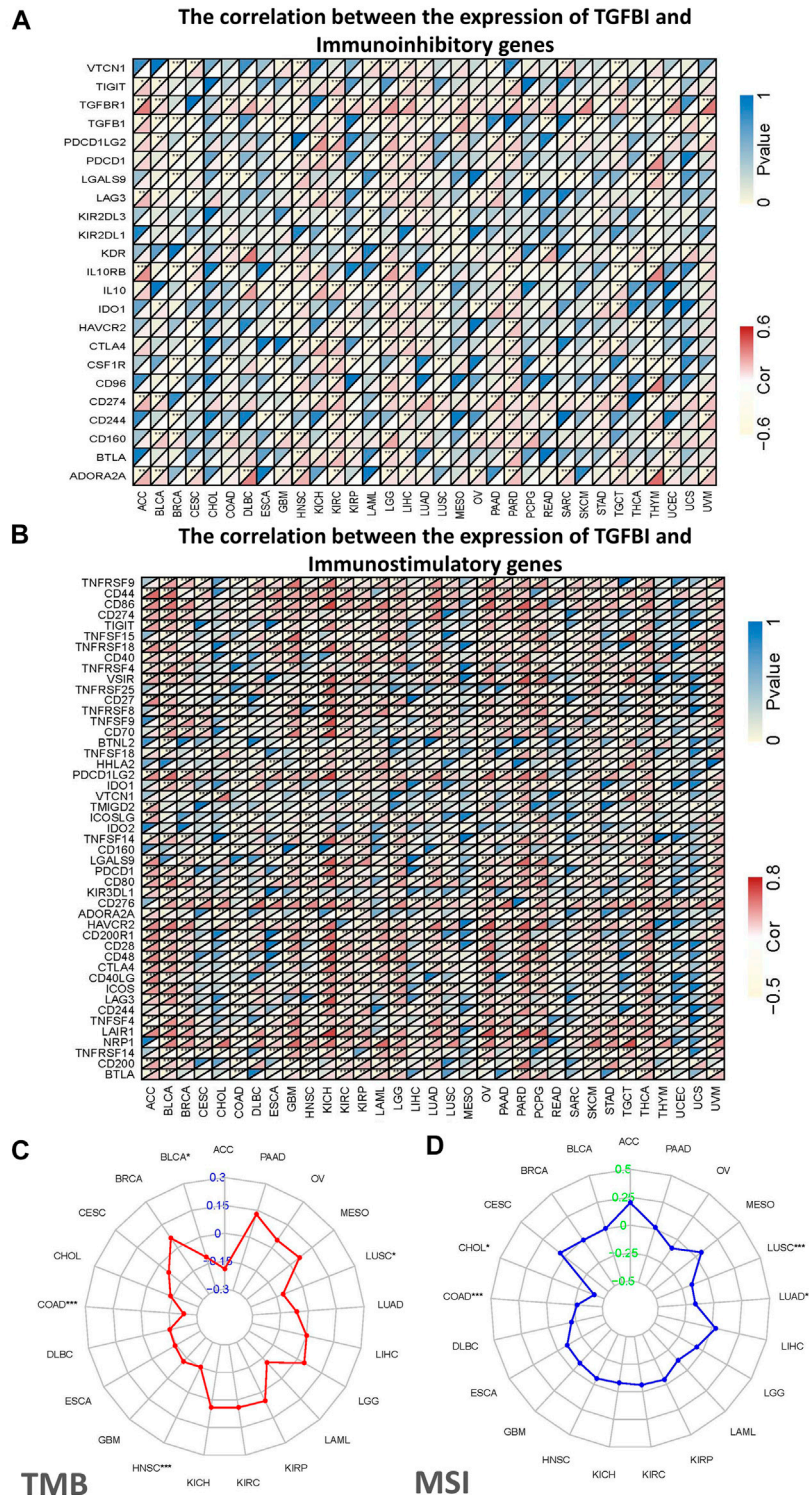 A
The correlation between the expression of TGFBI and
Immunoinhibitory genes
VTCN1
TIGIT
TGFBR1
TGFB1
PDCD1LG2
PDCD1
LGALS9
LAG3
KIR2DL3
KIR2DL1
KDR
IL10RB
IL10
IDO1
HAVCR2
CTLA4
CSF1R
CD96
CD274
CD244
CD160
BTLA
ADORA2A
ACC
BLCA
BRCA
CESC
CHOL
COAD
DLBC
ESCA
GBM
HNSC
KICH
KIRC
KIRP
LAML
LGG
LIHC
LUAD
LUSC
MESO
OV
PAAD
PARD
PCPG
READ
SARC
SKCM
STAD
TGCT
THCA
THYM
UCEC
UCS
UVM
1
Pvalue
0
0.6
Cor
−0.6
B
The correlation between the expression of TGFBI and
Immunostimulatory genes
TNFRSF9
CD44
CD86
CD274
TIGIT
TNFSF15
TNFRSF18
CD40
TNFRSF4
VSIR
TNFRSF25
CD27
TNFRSF8
TNFSF9
CD70
BTNL2
TNFSF18
HHLA2
PDCD1LG2
IDO1
VTCN1
TMIGD2
ICOSLG
IDO2
TNFSF14
CD160
LGALS9
PDCD1
CD80
KIR3DL1
CD276
ADORA2A
HAVCR2
CD200R1
CD28
CD48
CTLA4
CD40LG
ICOS
LAG3
CD244
TNFSF4
LAIR1
NRP1
TNFRSF14
CD200
BTLA
ACC
BLCA
BRCA
CESC
CHOL
COAD
DLBC
ESCA
GBM
HNSC
KICH
KIRC
KIRP
LAML
LGG
LIHC
LUAD
LUSC
MESO
OV
PAAD
PARD
PCPG
READ
SARC
SKCM
STAD
TGCT
THCA
THYM
UCEC
UCS
UVM
1
Pvalue
0
0.8
Cor
−0.5
C
ACC
BLCA*
BRCA
CESC
CHOL
COAD***
DLBC
ESCA
GBM
HNSC***
KICH
KIRC
KIRP
LAML
LGG
LIHC
LUAD
LUSC*
MESO
OV
PAAD
0.3
0.15
0
−0.15
−0.3
TMB
D
ACC
BLCA
BRCA
CESC
CHOL*
COAD***
DLBC
ESCA
GBM
HNSC
KICH
KIRC
KIRP
LAML
LGG
LIHC
LUAD*
LUSC***
MESO
OV
PAAD
0.5
0.25
0
−0.25
−0.5
MSI